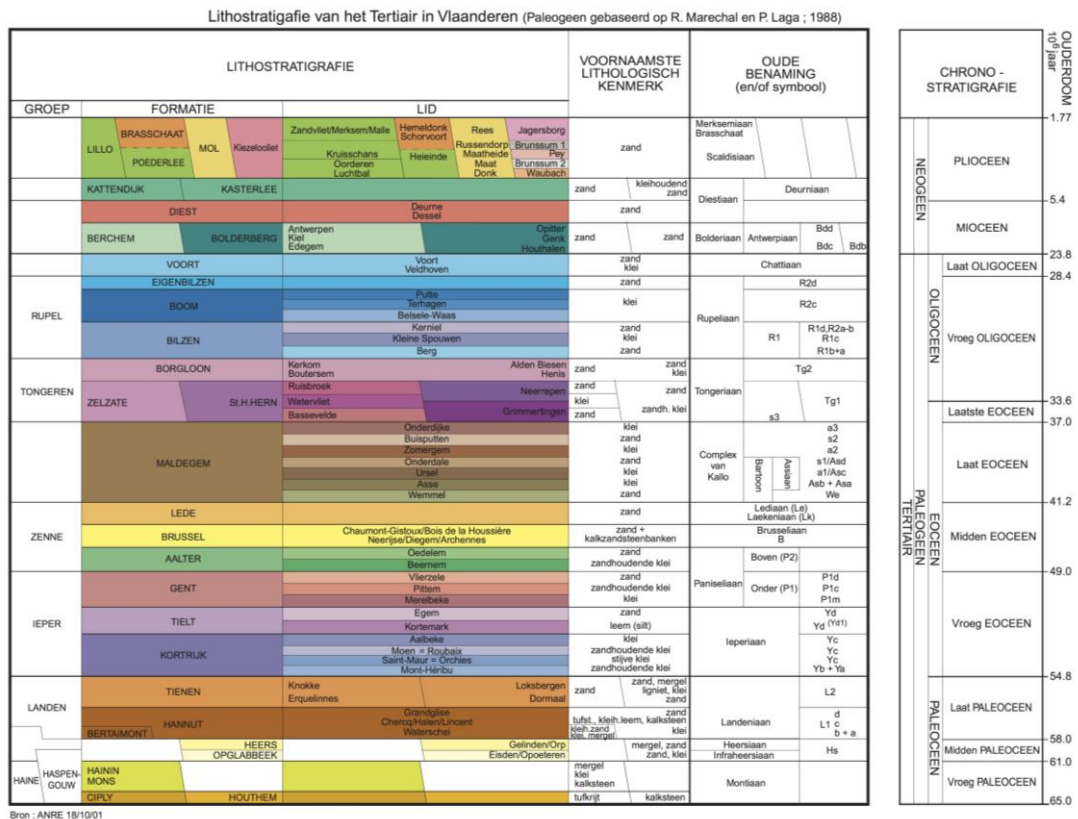 Lithostratigafie van het Tertiair in Vlaanderen (Paleogeen gebaseerd op R. Marechal en P. Laga ; 1988)
LITHOSTRATIGRAFIE
VOORNAAMSTE
LITHOLOGISCH
KENMERK
OUDE
BENAMING
(en/of symbool)
CHRONO -
STRATIGRAFIE
OUDERDOM
10⁶ jaar
GROEP
FORMATIE
LID
LILLO
BRASSCHAAT
POEDERLEE
MOL
Kiezelooliet
Zandvliet/Merksem/Malle
Kruisschans
Oorderen
Luchtbal
Hemeldonk
Schorvoort
Heieinde
Rees
Russendorp
Maatheide
Maat
Donk
Jagersborg
Brunssum 1
Pey
Brunssum 2
Waubach
zand
Merksemiaan
Brasschaat
Scaldisiaan
KATTENDIJK
KASTERLEE
zand
kleihoudend
zand
Diestiaan
Deurniaan
DIEST
Deurne
Dessel
zand
BERCHEM
BOLDERBERG
Antwerpen
Kiel
Edegem
Opitter
Genk
Houthalen
zand
zand
Bolderiaan
Antwerpiaan
Bdd
Bdc
Bdb
VOORT
Voort
Veldhoven
zand
klei
Chattiaan
RUPEL
EIGENBILZEN
zand
R2d
BOOM
Putte
Terhagen
Belsele-Waas
klei
Rupeliaan
R2c
BILZEN
Kerniel
Kleine Spouwen
Berg
zand
klei
zand
R1
R1d,R2a-b
R1c
R1b+a
TONGEREN
BORGLOON
Kerkom
Boutersem
Alden Biesen
Henis
zand
zand
klei
Tongeriaan
Tg2
ZELZATE
St.H.HERN
Ruisbroek
Watervliet
Bassevelde
Neerrepen
Grimmertingen
zand
klei
zand
zand
zandh. klei
Tg1
s3
MALDEGEM
Onderdijke
Buisputten
Zomergem
Onderdale
Ursel
Asse
Wemmel
klei
zand
klei
zand
klei
klei
zand
Complex
van
Kallo
Bartoon
Assiaan
a3
s2
a2
s1/Asd
a1/Asc
Asb + Asa
We
ZENNE
LEDE
zand
Lediaan (Le)
Laekeniaan (Lk)
BRUSSEL
Chaumont-Gistoux/Bois de la Houssière
Neerijse/Diegem/Archennes
zand +
kalkzandsteenbanken
Brusseliaan
B
AALTER
Oedelem
Beernem
zand
zandhoudende klei
Paniseliaan
Boven (P2)
IEPER
GENT
Vlierzele
Pittem
Merelbeke
zand
zandhoudende klei
klei
Onder (P1)
P1d
P1c
P1m
TIELT
Egem
Kortemark
zand
leem (silt)
Ieperiaan
Yd
Yd (Yd1)
KORTRIJK
Aalbeke
Moen = Roubaix
Saint-Maur = Orchies
Mont-Héribu
klei
zandhoudende klei
stijve klei
zandhoudende klei
Yc
Yc
Yc
Yb + Ya
LANDEN
TIENEN
Knokke
Erquelinnes
Loksbergen
Dormaal
zand
zand, mergel
ligniet, klei
zand
Landeniaan
L2
HANNUT
BERTAIMONT
Grandglise
Chercq/Halen/Lincent
Waterschei
zand
tufst., kleih.leem, kalksteen
kleih.zand
klei, mergel
klei
L1
d
c
b + a
HEERS
OPGLABBEEK
Gelinden/Orp
Eisden/Opoeteren
mergel, zand
zand, klei
Heersiaan
Infraheersiaan
Hs
HAINE
HASPEN-
GOUW
HAININ
MONS
mergel
klei
kalksteen
Montiaan
CIPLY
HOUTHEM
tufkrijt
kalksteen
TERTIAIR
NEOGEEN
PALEOGEEN
OLIGOCEEN
EOCEEN
PALEOCEEN
PLIOCEEN
MIOCEEN
Laat OLIGOCEEN
Vroeg OLIGOCEEN
Laatste EOCEEN
Laat EOCEEN
Midden EOCEEN
Vroeg EOCEEN
Laat PALEOCEEN
Midden PALEOCEEN
Vroeg PALEOCEEN
1.77
5.4
23.8
28.4
33.6
37.0
41.2
49.0
54.8
58.0
61.0
65.0
Bron : ANRE 18/10/01